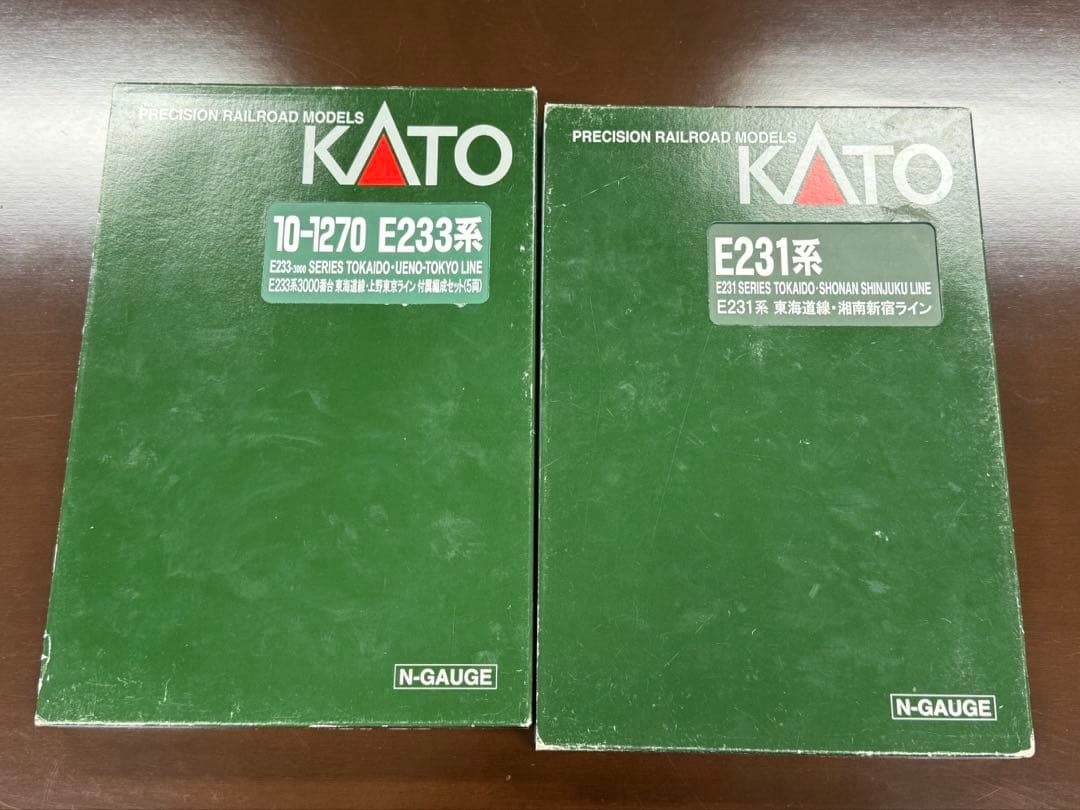 PRECISION RAILROAD MODELS
KATO
10-1270 E233系
E233-3000 SERIES TOKAIDO・UENO-TOKYO LINE
E233系3000番台 東海道線・上野東京ライン 付属編成セット(5両)
N-GAUGE
PRECISION RAILROAD MODELS
KATO
E231系
E231 SERIES TOKAIDO・SHONAN SHINJUKU LINE
E231系 東海道線・湘南新宿ライン
N-GAUGE